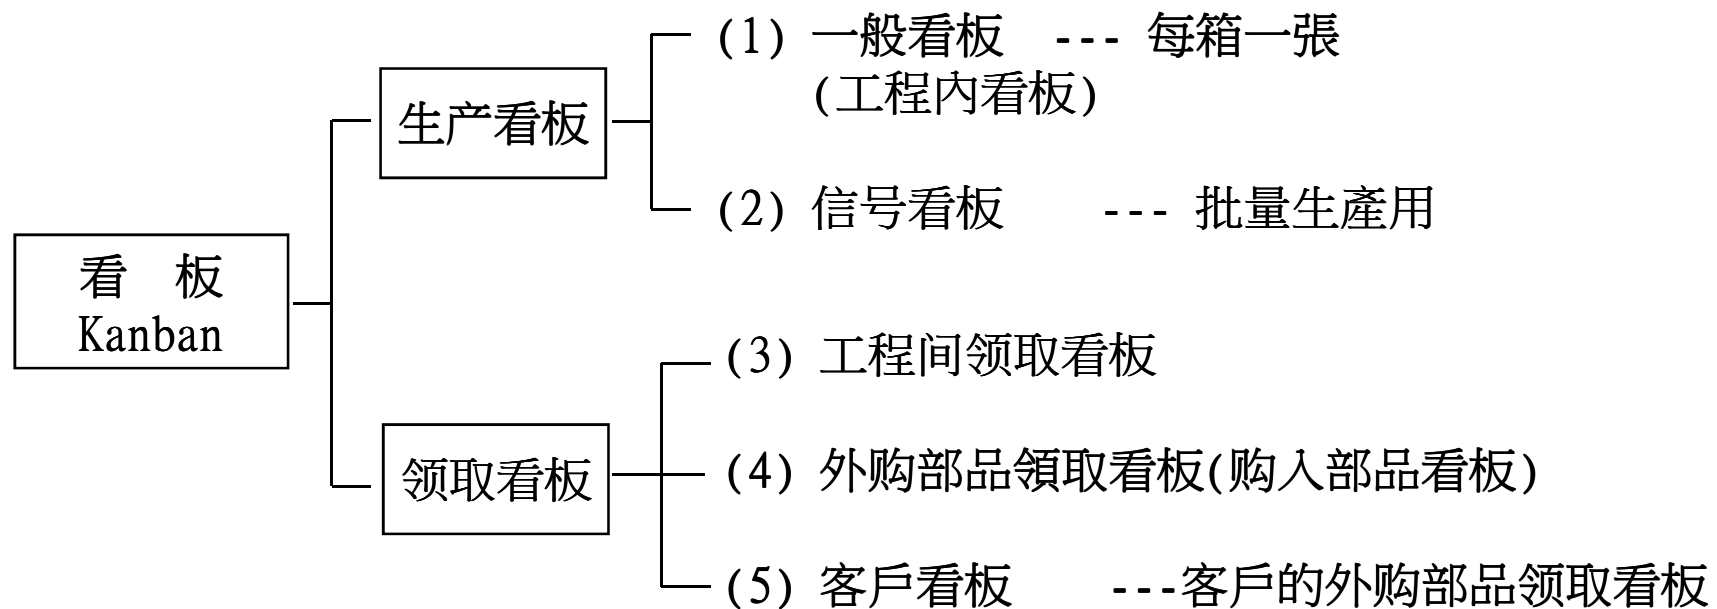 (1) 一般看板 --- 每箱一張
(工程內看板)
生产看板
(2) 信号看板 --- 批量生產用
看 板
Kanban
(3) 工程间领取看板
领取看板
(4) 外购部品領取看板(购入部品看板)
(5) 客戶看板 ---客戶的外购部品领取看板